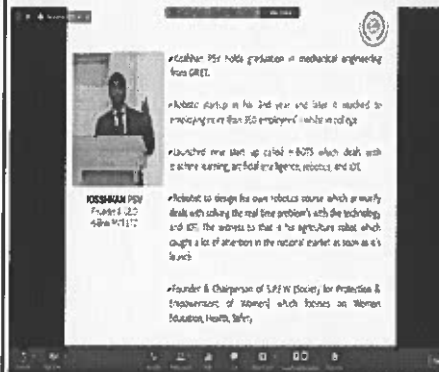 Kisshhan PSV holds graduation in mechanical engineering
from GRIET.
Robotic startup in his 2nd year and later it reached to
employing more than 350 employees while in college
Launched new start up called H-BOTS which deals with
machine learning, artificial intelligence, robotics, and IOT.
KISSHHAN PSV
Founder & CEO
to design his own robotics course which primarily
deals with solving the real time problem's with the technology
and IOT. The witness to that is his agriculture robot which
caught a lot of attention in the national market as soon as it's
launch
Founder & Chairperson of S.P.E.W (Society for Protection &
Empowerment of Women) which focuses on Women
Education, Health, Safety